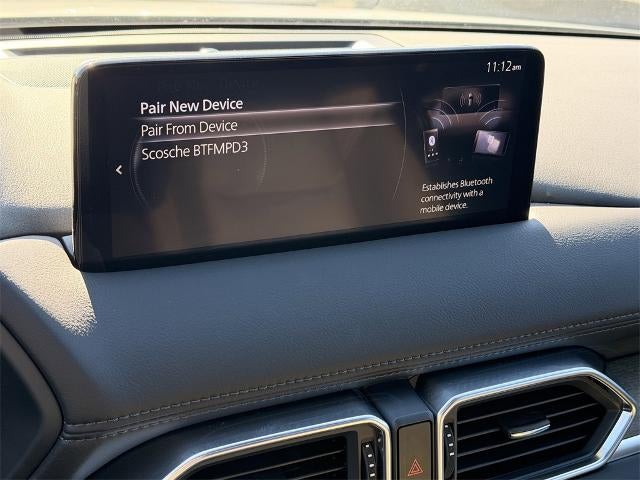 11:12am
Pair New Device
Pair From Device
Scosche BTFMPD3
Establishes Bluetooth
connectivity with a
mobile device.